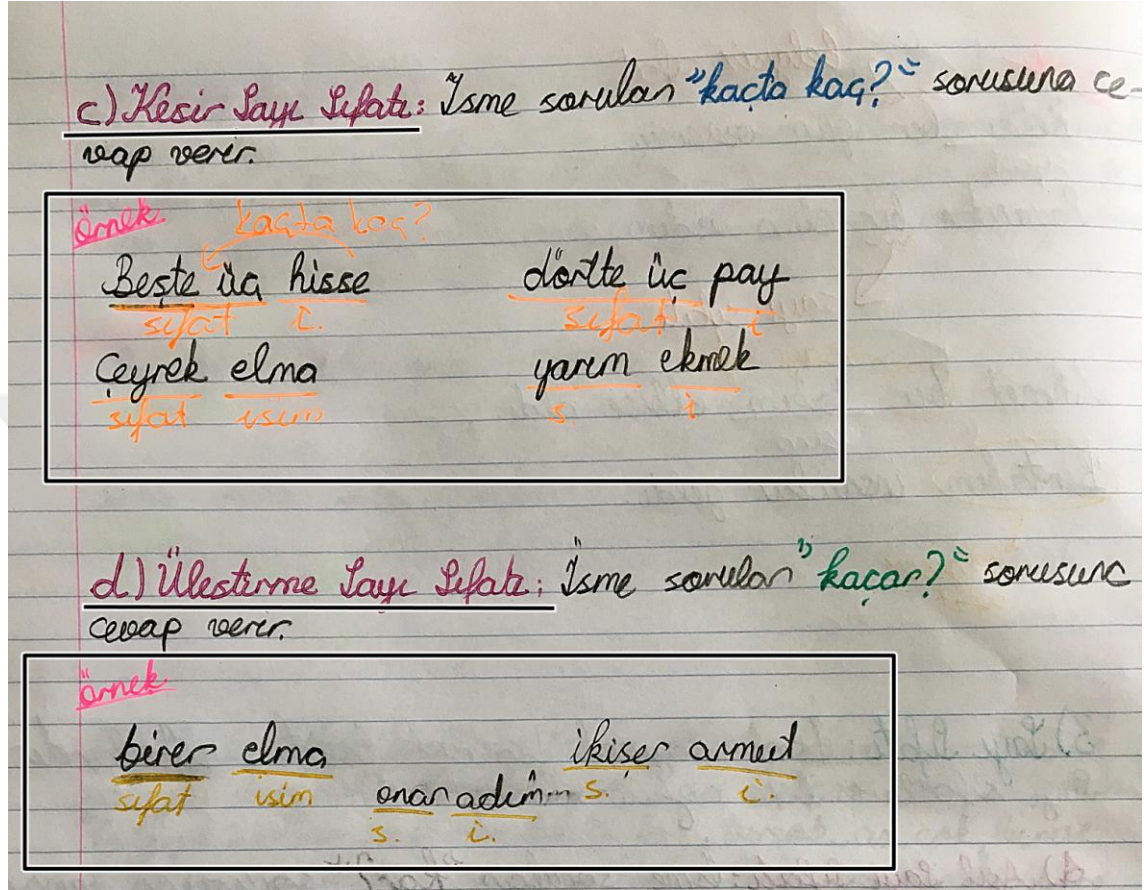 c) Kesir Sayı Sıfatı: İsme sorulan "kaçta kaç?" sorusuna ce-
vap verir.
Örnek.
kaçta kaç?
Beşte üç hisse dörtte üç pay
sıfat i. sıfat i
Çeyrek elma yarım ekmek
sıfat isim s. i
d) Üleştirme Sayı Sıfatı: İsme sorulan "kaçar?" sorusuna
cevap verir.
örnek
birer elma ikişer armut
sıfat isim onar adım s. i.
s. i.